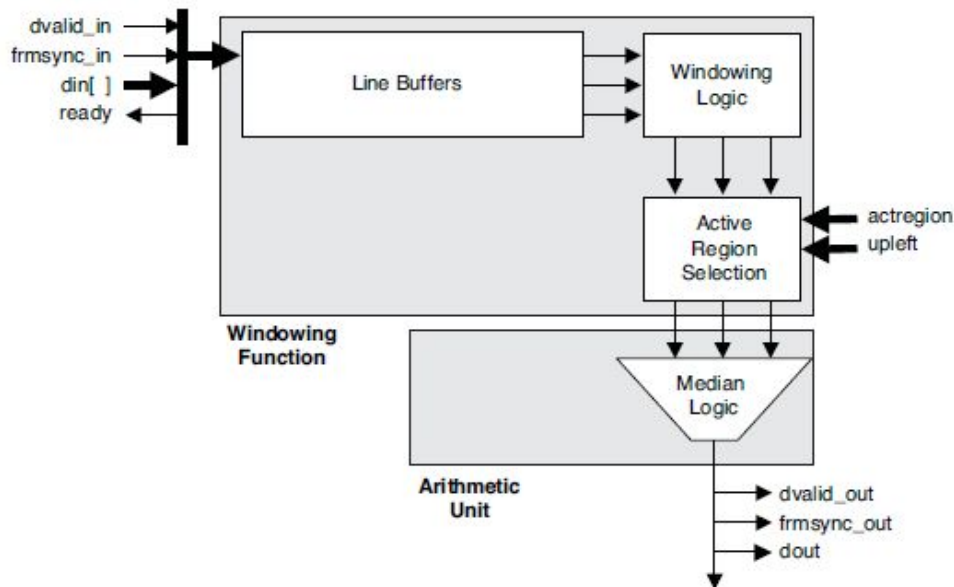 dvalid_in
frmsync_in
din[ ]
ready
Line Buffers
Windowing
Logic
Active
Region
Selection
actregion
upleft
Windowing
Function
Median
Logic
Arithmetic
Unit
dvalid_out
frmsync_out
dout